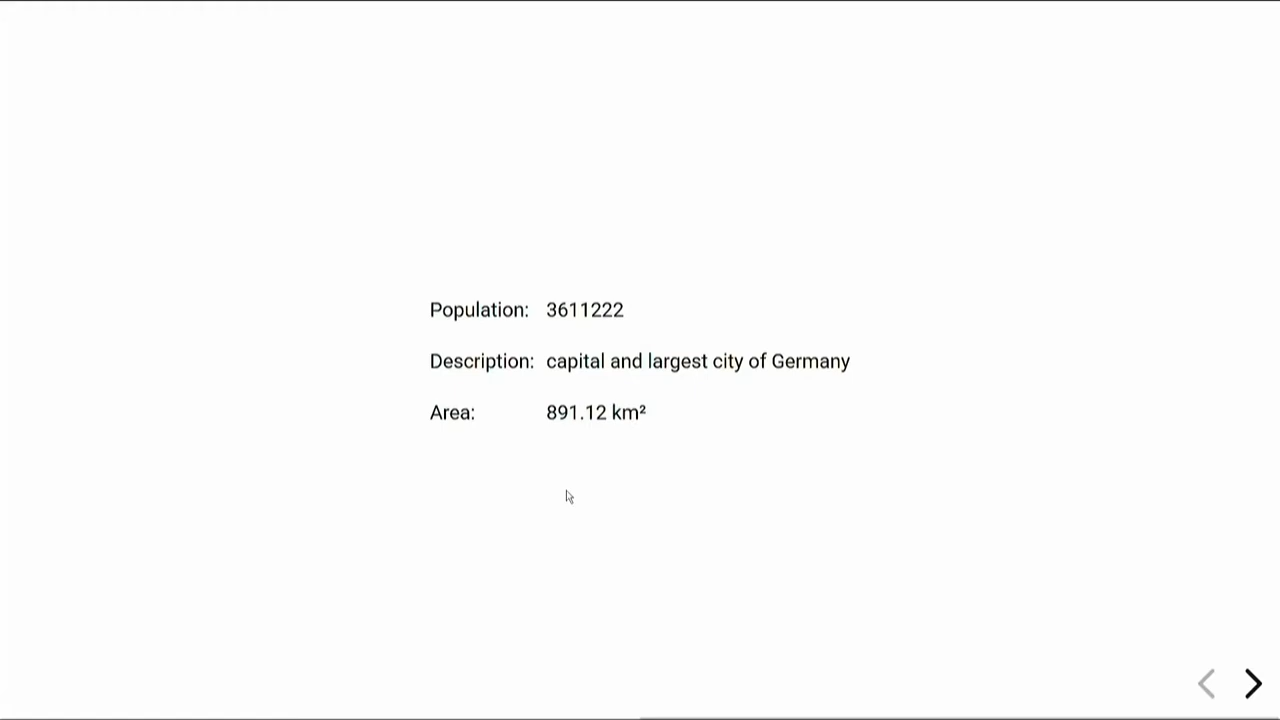 Population: 3611222
Description: capital and largest city of Germany
Area: 891.12 km²